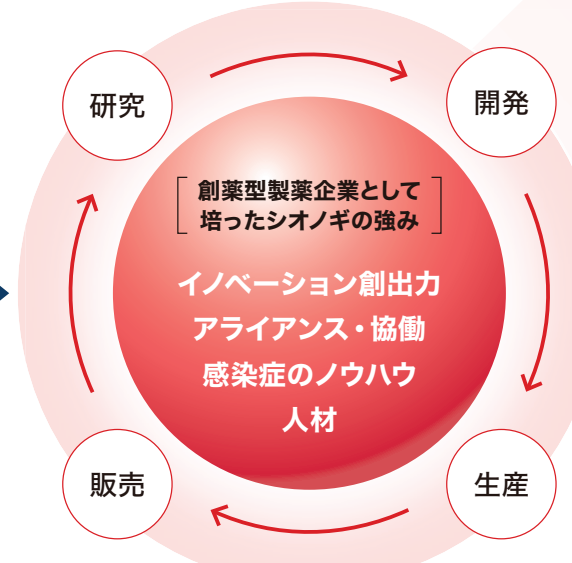 研究
開発
創薬型製薬企業として
培ったシオノギの強み
イノベーション創出力
アライアンス・協働
感染症のノウハウ
人材
販売
生産